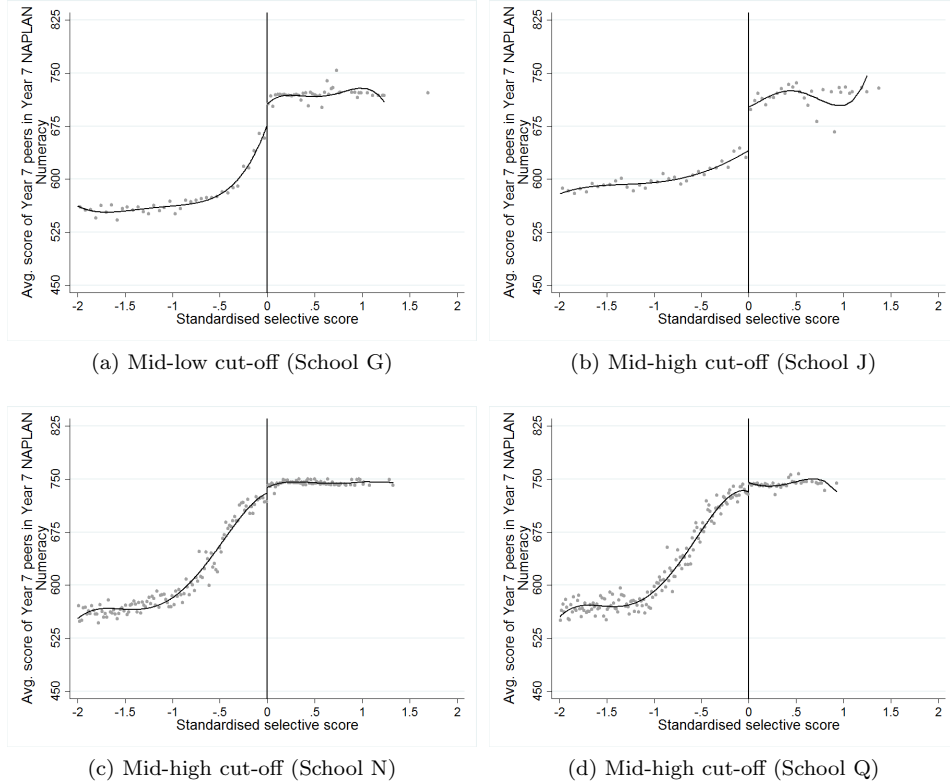 Avg. score of Year 7 peers in Year 7 NAPLAN
Numeracy
825
750
675
600
525
450
-2 -1.5 -1 -.5 0 .5 1 1.5 2
Standardised selective score
(a) Mid-low cut-off (School G)
Avg. score of Year 7 peers in Year 7 NAPLAN
Numeracy
825
750
675
600
525
450
-2 -1.5 -1 -.5 0 .5 1 1.5 2
Standardised selective score
(b) Mid-high cut-off (School J)
Avg. score of Year 7 peers in Year 7 NAPLAN
Numeracy
825
750
675
600
525
450
-2 -1.5 -1 -.5 0 .5 1 1.5 2
Standardised selective score
(c) Mid-high cut-off (School N)
Avg. score of Year 7 peers in Year 7 NAPLAN
Numeracy
825
750
675
600
525
450
-2 -1.5 -1 -.5 0 .5 1 1.5 2
Standardised selective score
(d) Mid-high cut-off (School Q)